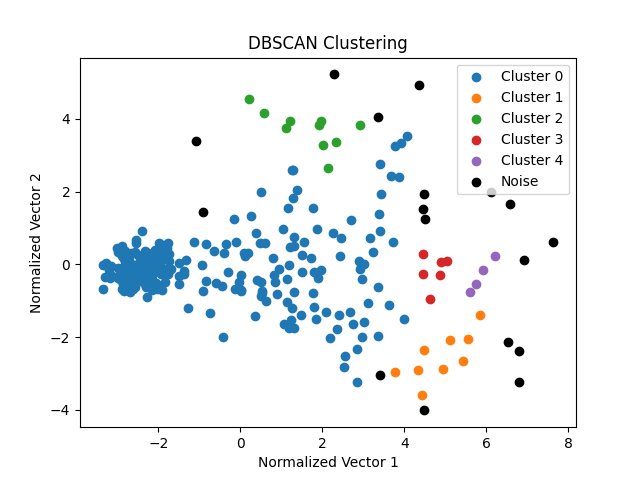 DBSCAN Clustering
Cluster 0
Cluster 1
Cluster 2
Cluster 3
Cluster 4
Noise
Normalized Vector 2
4
2
0
−2
−4
−2 0 2 4 6 8
Normalized Vector 1